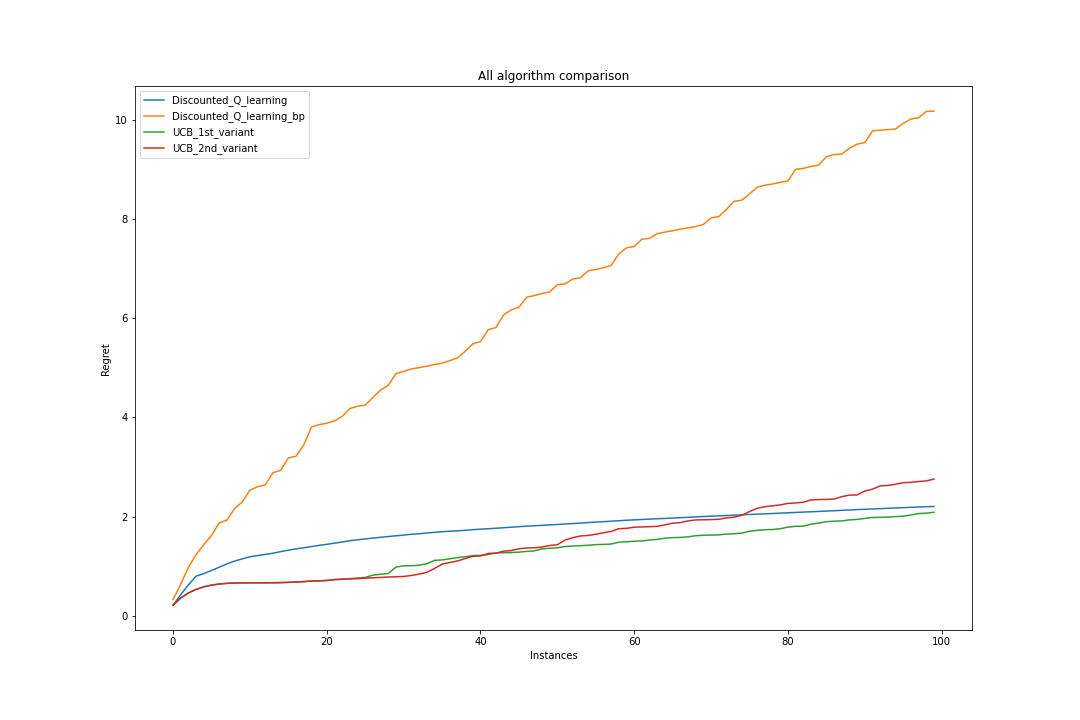 All algorithm comparison
Discounted_Q_learning
Discounted_Q_learning_bp
UCB_1st_variant
UCB_2nd_variant
10
8
6
4
2
0
Regret
0 20 40 60 80 100
Instances